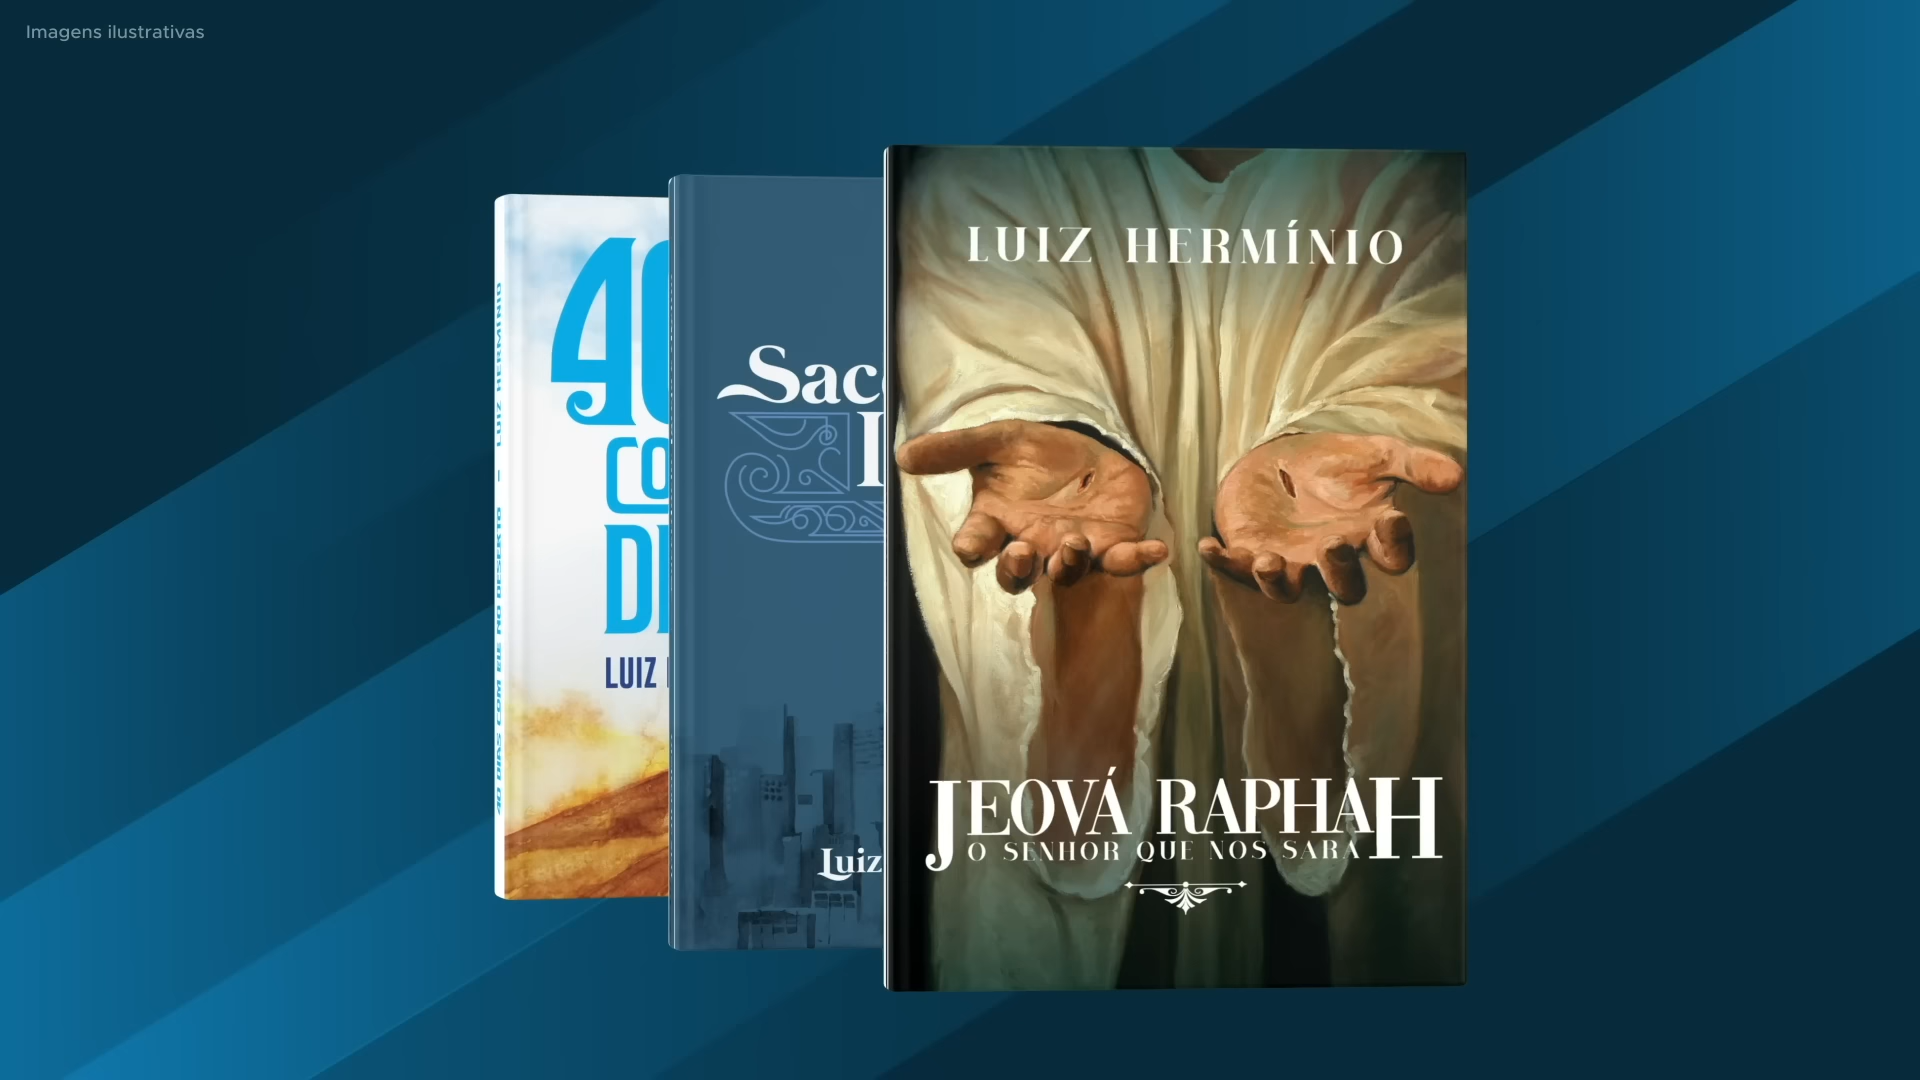 Imagens ilustrativas
40 DIAS COM ELE NO DESERTO – LUIZ HERMÍNIO
LUIZ
Luiz
LUIZ HERMÍNIO
JEOVÁ RAPHAH
O SENHOR QUE NOS SARA